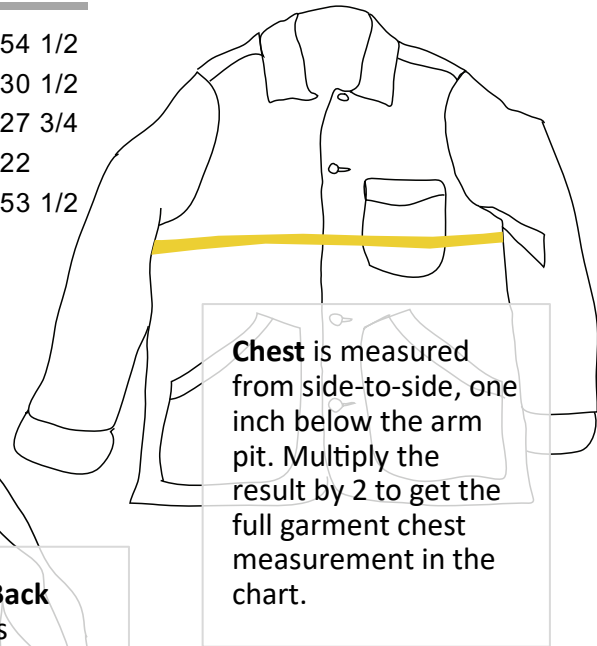 54 1/2
30 1/2
27 3/4
22
53 1/2
Chest is measured
from side-to-side, one
inch below the arm
pit. Multiply the
result by 2 to get the
full garment chest
measurement in the
chart.
Back